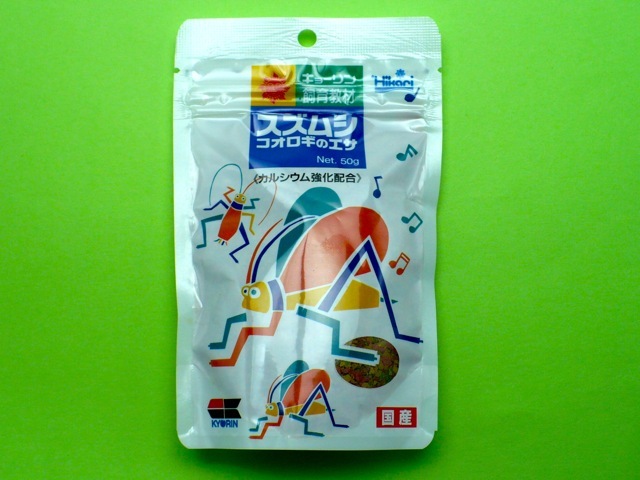 キョーリン
飼育教材
Hikari
スズムシ
コオロギのエサ
Net. 50g
〈カルシウム強化配合〉
KYORIN
国産